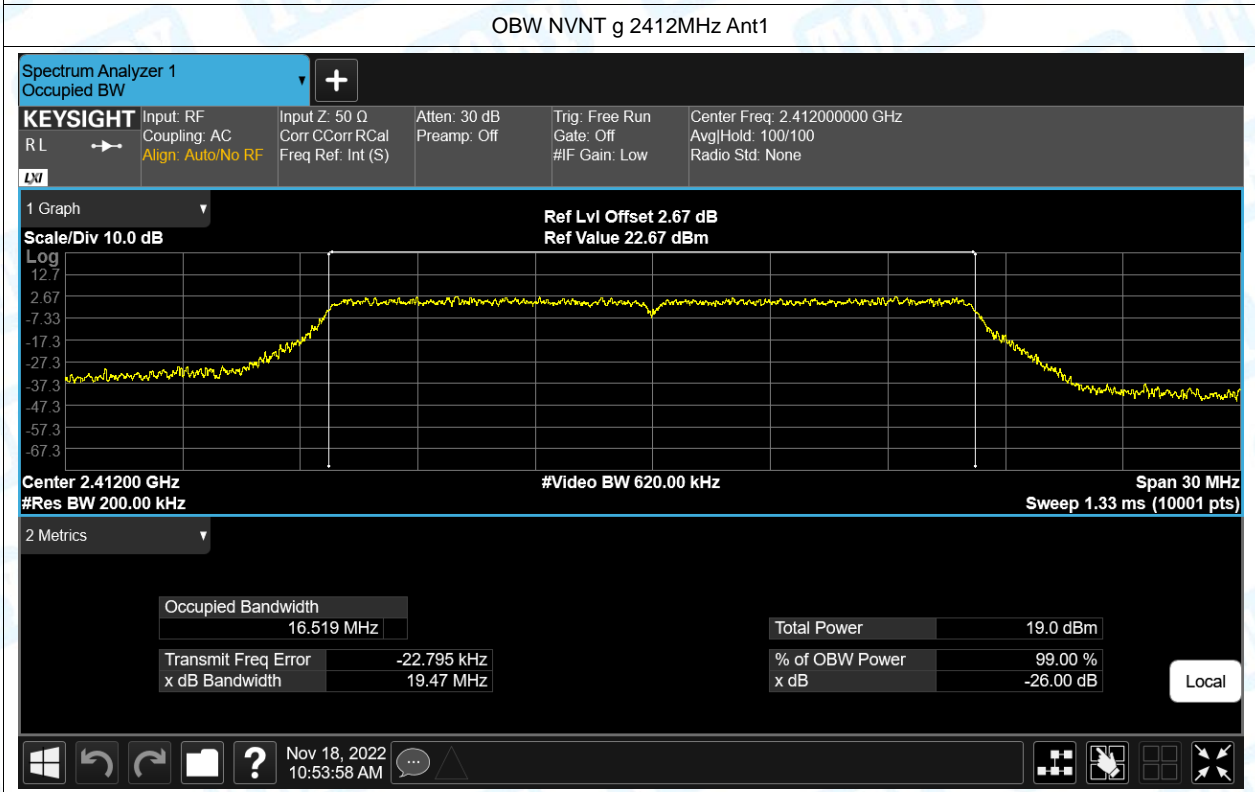 OBW NVNT g 2412MHz Ant1
Spectrum Analyzer 1
Occupied BW
KEYSIGHT
RL
LXI
Input: RF
Coupling: AC
Align: Auto/No RF
Input Z: 50 Ω
Corr CCorr RCal
Freq Ref: Int (S)
Atten: 30 dB
Preamp: Off
Trig: Free Run
Gate: Off
#IF Gain: Low
Center Freq: 2.412000000 GHz
Avg|Hold: 100/100
Radio Std: None
1 Graph
Scale/Div 10.0 dB
Ref Lvl Offset 2.67 dB
Ref Value 22.67 dBm
Log
12.7
2.67
-7.33
-17.3
-27.3
-37.3
-47.3
-57.3
-67.3
Center 2.41200 GHz
#Video BW 620.00 kHz
Span 30 MHz
#Res BW 200.00 kHz
Sweep 1.33 ms (10001 pts)
2 Metrics
Occupied Bandwidth
16.519 MHz
Total Power 19.0 dBm
Transmit Freq Error -22.795 kHz
% of OBW Power 99.00 %
x dB Bandwidth 19.47 MHz
x dB -26.00 dB
Local
Nov 18, 2022
10:53:58 AM